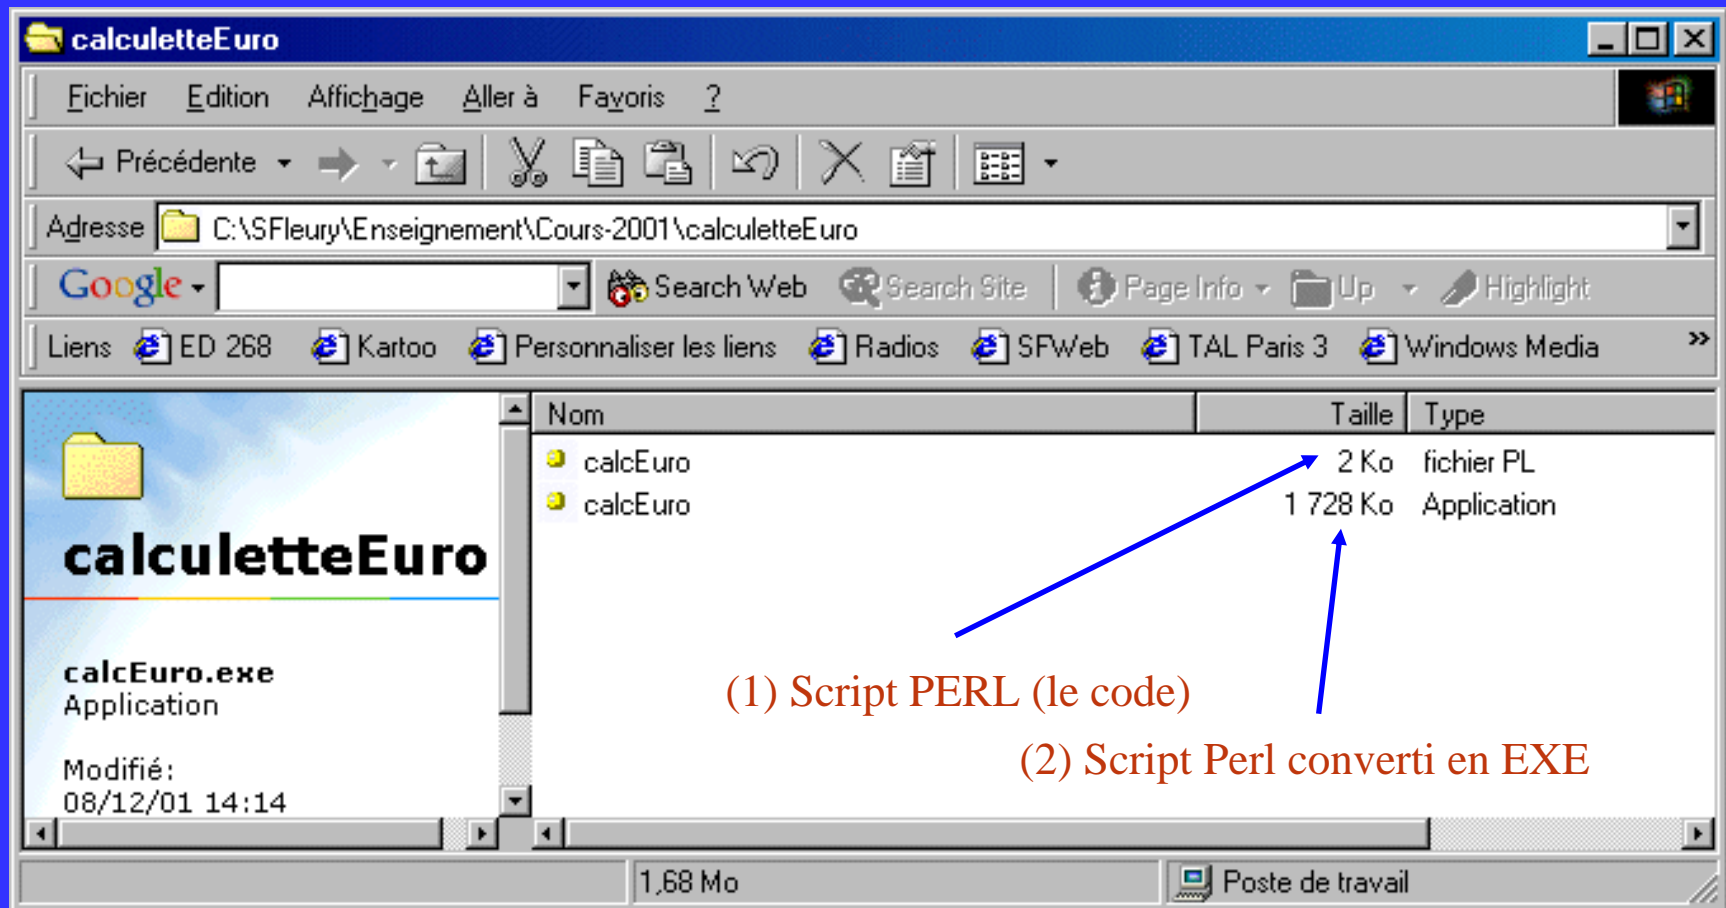 calculetteEuro
Fichier Edition Affichage Aller à Favoris ?
Précédente
Adresse C:\SFleury\Enseignement\Cours-2001\calculetteEuro
Google Search Web Search Site Page Info Up Highlight
Liens ED 268 Kartoo Personnaliser les liens Radios SFWeb TAL Paris 3 Windows Media »
Nom Taille Type
calcEuro 2 Ko fichier PL
calcEuro 1 728 Ko Application
calculetteEuro
calcEuro.exe
Application
(1) Script PERL (le code)
(2) Script Perl converti en EXE
Modifié:
08/12/01 14:14
1,68 Mo Poste de travail